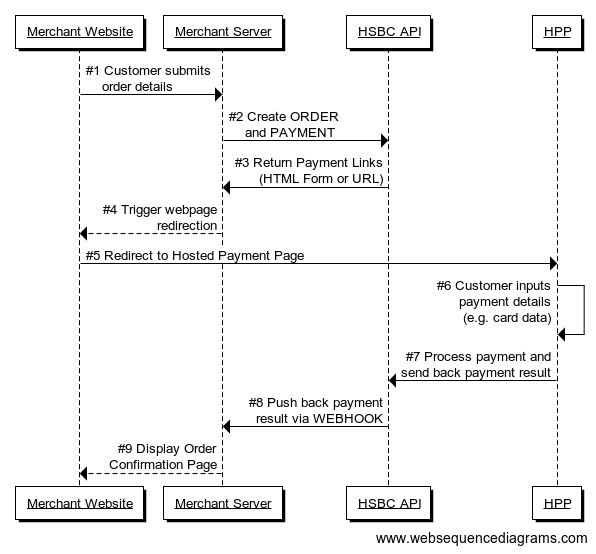 Merchant Website
Merchant Server
HSBC API
HPP
#1 Customer submits
order details
#2 Create ORDER
and PAYMENT
#3 Return Payment Links
(HTML Form or URL)
#4 Trigger webpage
redirection
#5 Redirect to Hosted Payment Page
#6 Customer inputs
payment details
(e.g. card data)
#7 Process payment and
send back payment result
#8 Push back payment
result via WEBHOOK
#9 Display Order
Confirmation Page
Merchant Website
Merchant Server
HSBC API
HPP
www.websequencediagrams.com